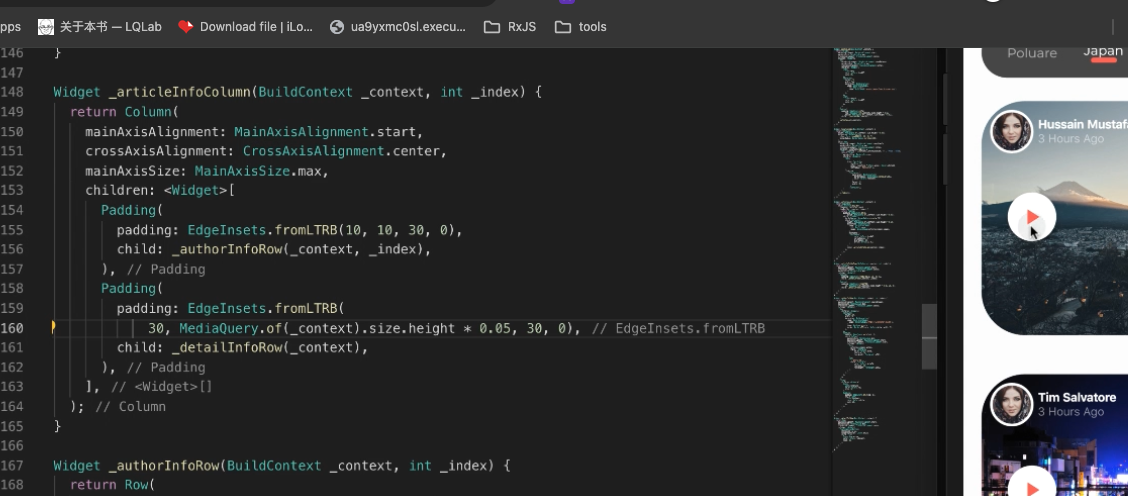 pps 关于本书 — LQLab Download file | iLo... ua9yxmc0sl.execu... RxJS tools
146 }
147
148 Widget _articleInfoColumn(BuildContext _context, int _index) {
149 return Column(
150 mainAxisAlignment: MainAxisAlignment.start,
151 crossAxisAlignment: CrossAxisAlignment.center,
152 mainAxisSize: MainAxisSize.max,
153 children: <Widget>[
154 Padding(
155 padding: EdgeInsets.fromLTRB(10, 10, 30, 0),
156 child: _authorInfoRow(_context, _index),
157 ), // Padding
158 Padding(
159 padding: EdgeInsets.fromLTRB(
160 30, MediaQuery.of(_context).size.height * 0.05, 30, 0), // EdgeInsets.fromLTRB
161 child: _detailInfoRow(_context),
162 ), // Padding
163 ], // <Widget>[]
164 ); // Column
165 }
166
167 Widget _authorInfoRow(BuildContext _context, int _index) {
168 return Row(
Poluare Japan
Hussain Mustafa
3 Hours Ago
Tim Salvatore
3 Hours Ago